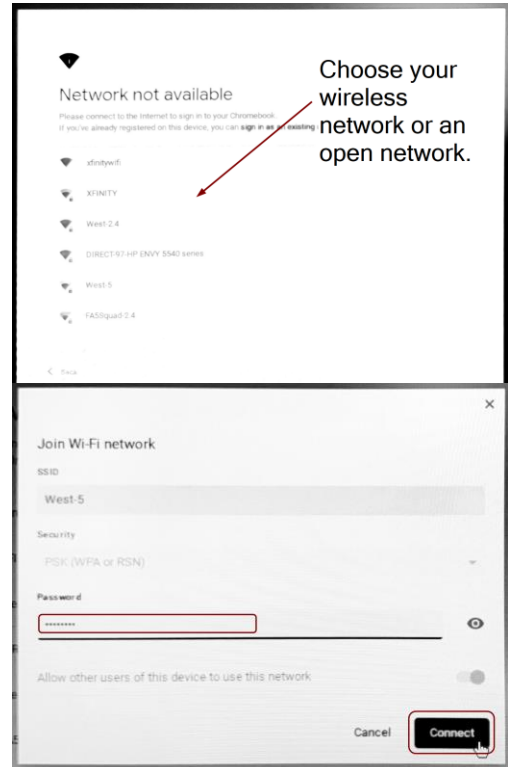 Network not available
Choose your
wireless
network or an
open network.
Please connect to the Internet to sign in to your Chromebook.
If you've already registered on this device, you can sign in as an existing
xfinitywifi
XFINITY
West-2.4
DIRECT-97-HP ENVY 5540 series
West-5
FASSquad-2.4
Back
Join Wi-Fi network
SSID
West-5
Security
PSK (WPA or RSN)
Password
Allow other users of this device to use this network
Cancel
Connect